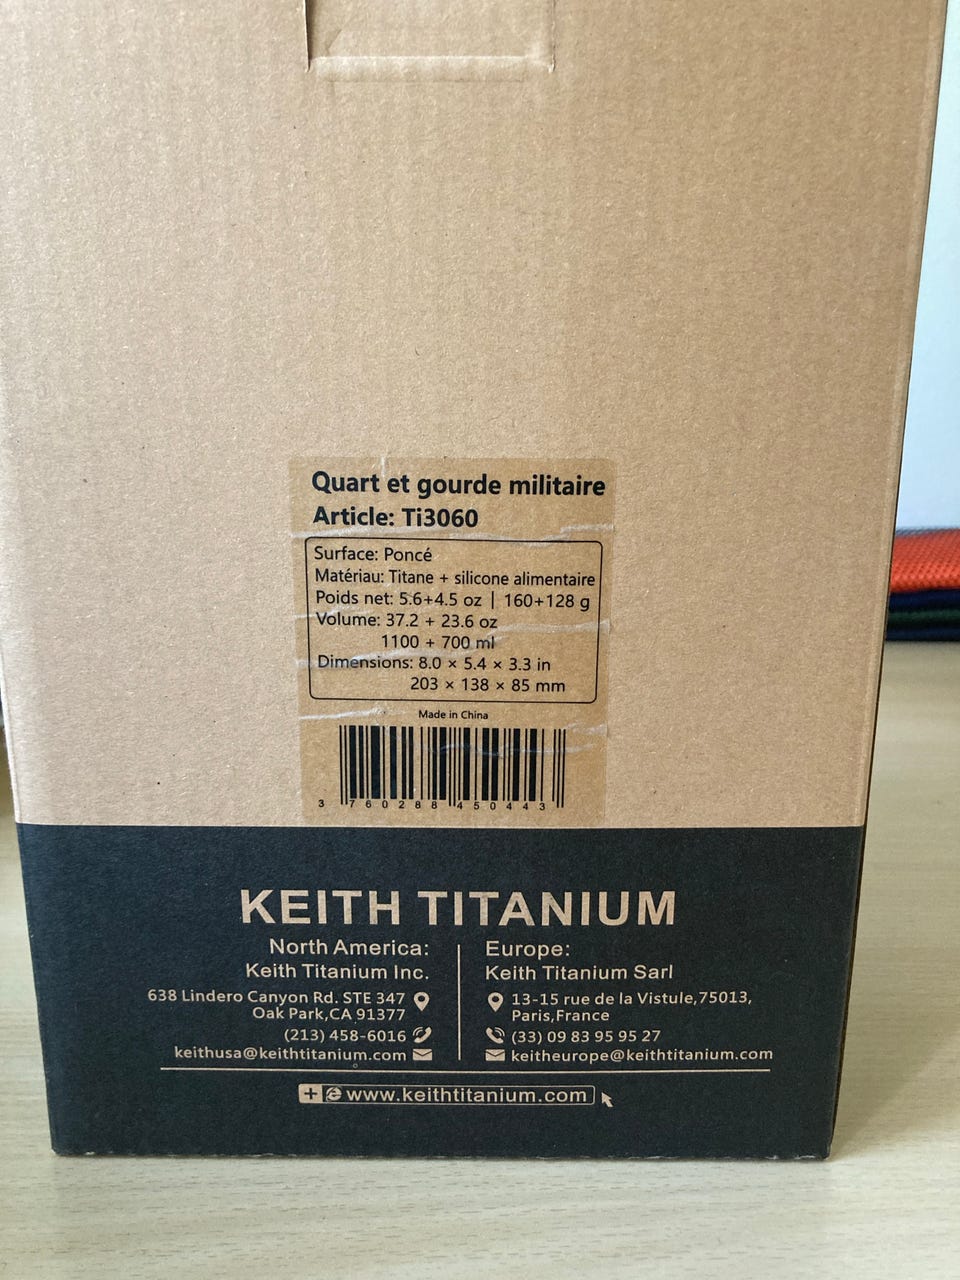 Quart et gourde militaire
Article: Ti3060
Surface: Poncé
Matériau: Titane + silicone alimentaire
Poids net: 5.6+4.5 oz | 160+128 g
Volume: 37.2 + 23.6 oz
1100 + 700 ml
Dimensions: 8.0 × 5.4 × 3.3 in
203 × 138 × 85 mm
Made in China
3 760288 450443
KEITH TITANIUM
North America:
Keith Titanium Inc.
638 Lindero Canyon Rd. STE 347
Oak Park,CA 91377
(213) 458-6016
keithusa@keithtitanium.com
Europe:
Keith Titanium Sarl
13-15 rue de la Vistule,75013,
Paris,France
(33) 09 83 95 95 27
keitheurope@keithtitanium.com
www.keithtitanium.com